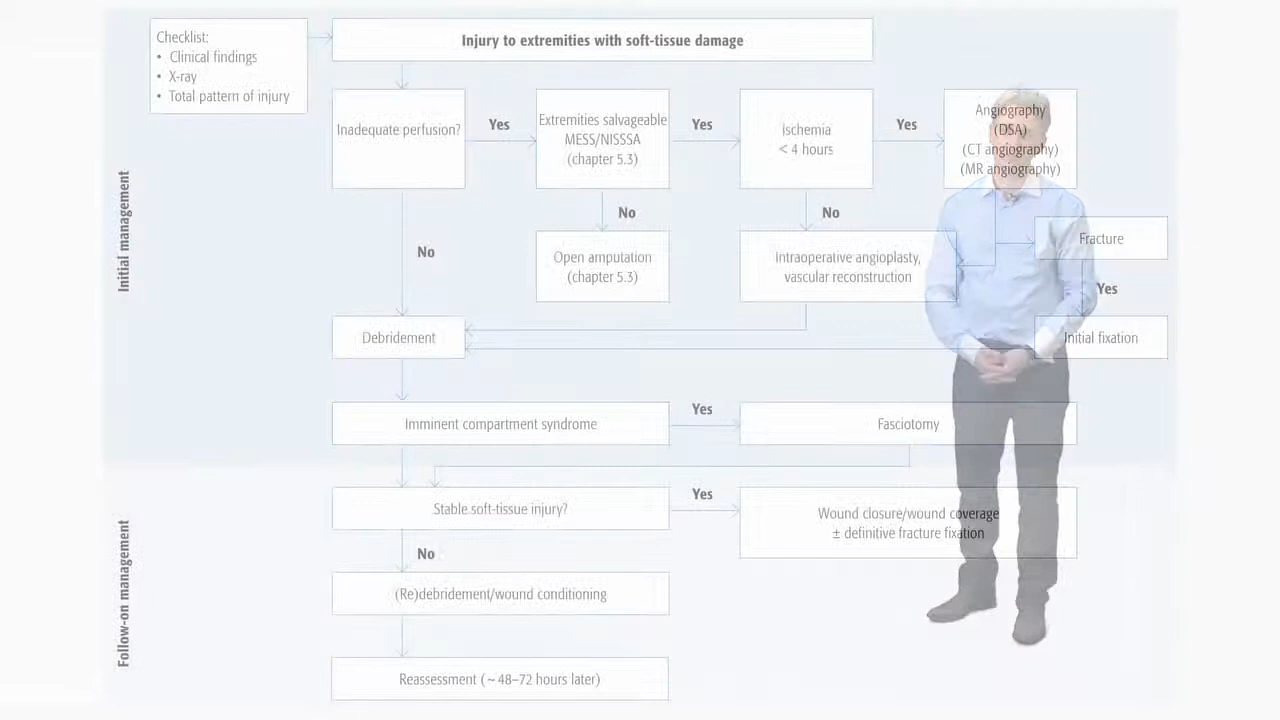 Checklist:
• Clinical findings
• X-ray
• Total pattern of injury
Injury to extremities with soft-tissue damage
Inadequate perfusion?
Yes
Extremities salvageable
MESS/NISSSA
(chapter 5.3)
Yes
Ischemia
< 4 hours
Yes
Angiography
(DSA)
(CT angiography)
(MR angiography)
No
No
No
Open amputation
(chapter 5.3)
Intraoperative angioplasty,
vascular reconstruction
Fracture
Yes
Initial fixation
Debridement
Imminent compartment syndrome
Yes
Fasciotomy
Stable soft-tissue injury?
Yes
Wound closure/wound coverage
± definitive fracture fixation
No
(Re)debridement/wound conditioning
Reassessment (~ 48–72 hours later)
Initial management
Follow-on management